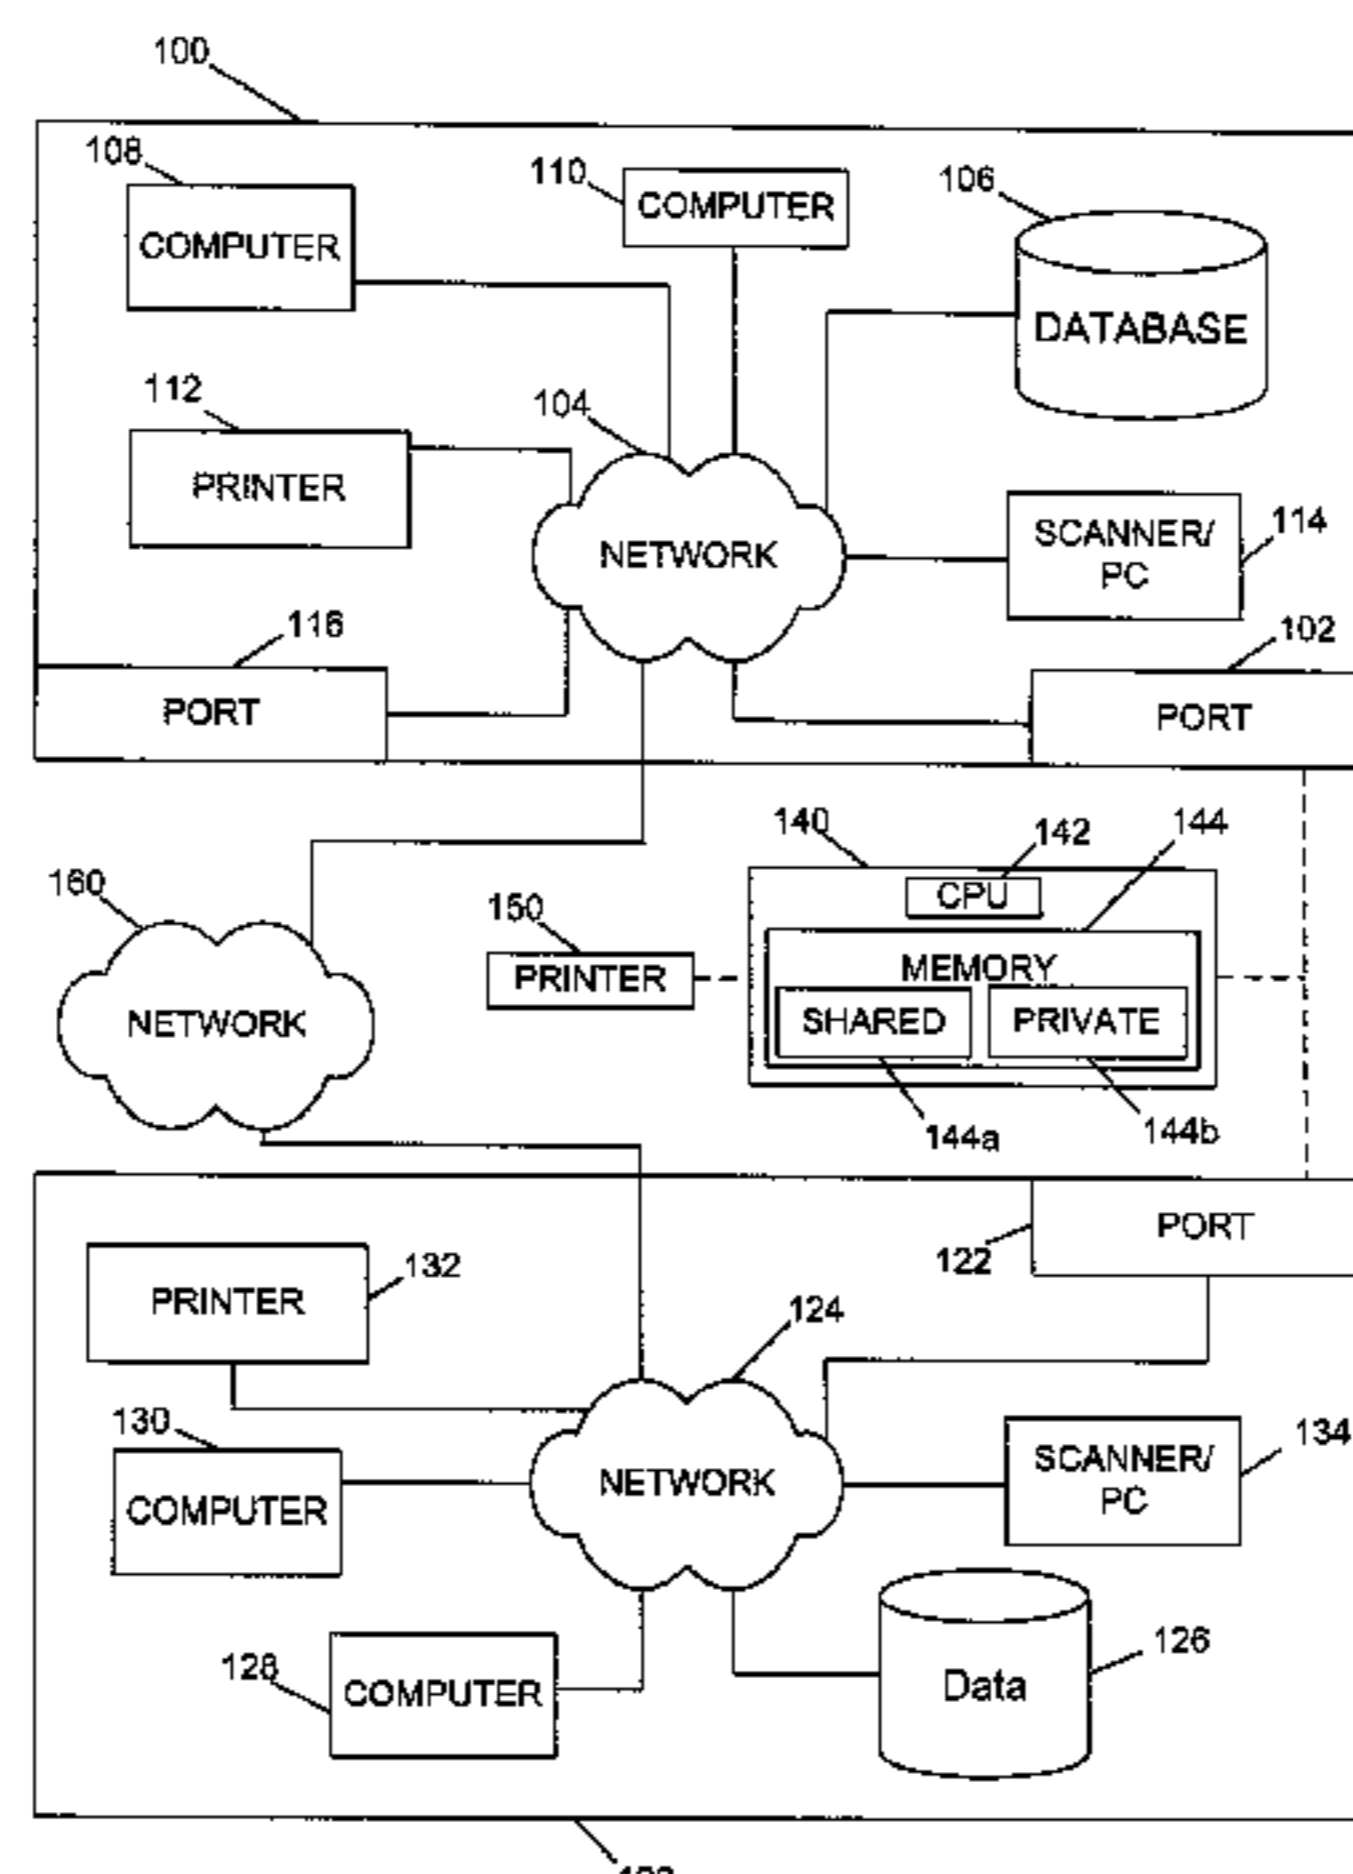 100
108
110
106
COMPUTER
COMPUTER
DATABASE
112
104
PRINTER
NETWORK
SCANNER/
PC
114
116
102
PORT
PORT
140
142
144
CPU
160
150
MEMORY
PRINTER
SHARED
PRIVATE
NETWORK
144a
144b
PORT
122
132
PRINTER
124
130
134
SCANNER/
PC
NETWORK
COMPUTER
126
128
COMPUTER
Data